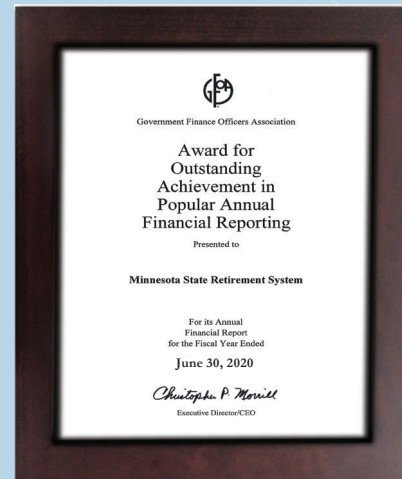 GFOA
Government Finance Officers Association
Award for
Outstanding
Achievement in
Popular Annual
Financial Reporting
Presented to
Minnesota State Retirement System
For its Annual
Financial Report
for the Fiscal Year Ended
June 30, 2020
Christopher P. Morrill
Executive Director/CEO